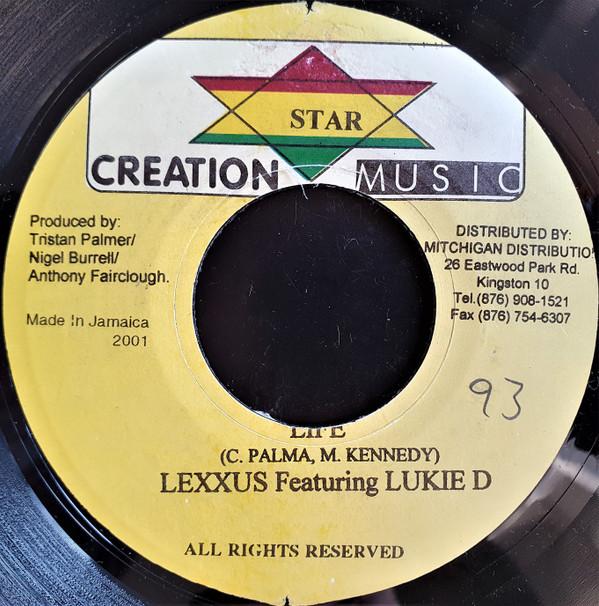 STAR
CREATION MUSIC
Produced by:
Tristan Palmer/
Nigel Burrell/
Anthony Fairclough.
Made In Jamaica
2001
DISTRIBUTED BY:
MITCHIGAN DISTRIBUTIO
26 Eastwood Park Rd.
Kingston 10
Tel.(876) 908-1521
Fax (876) 754-6307
93
LIFE
(C. PALMA, M. KENNEDY)
LEXXUS Featuring LUKIE D
ALL RIGHTS RESERVED